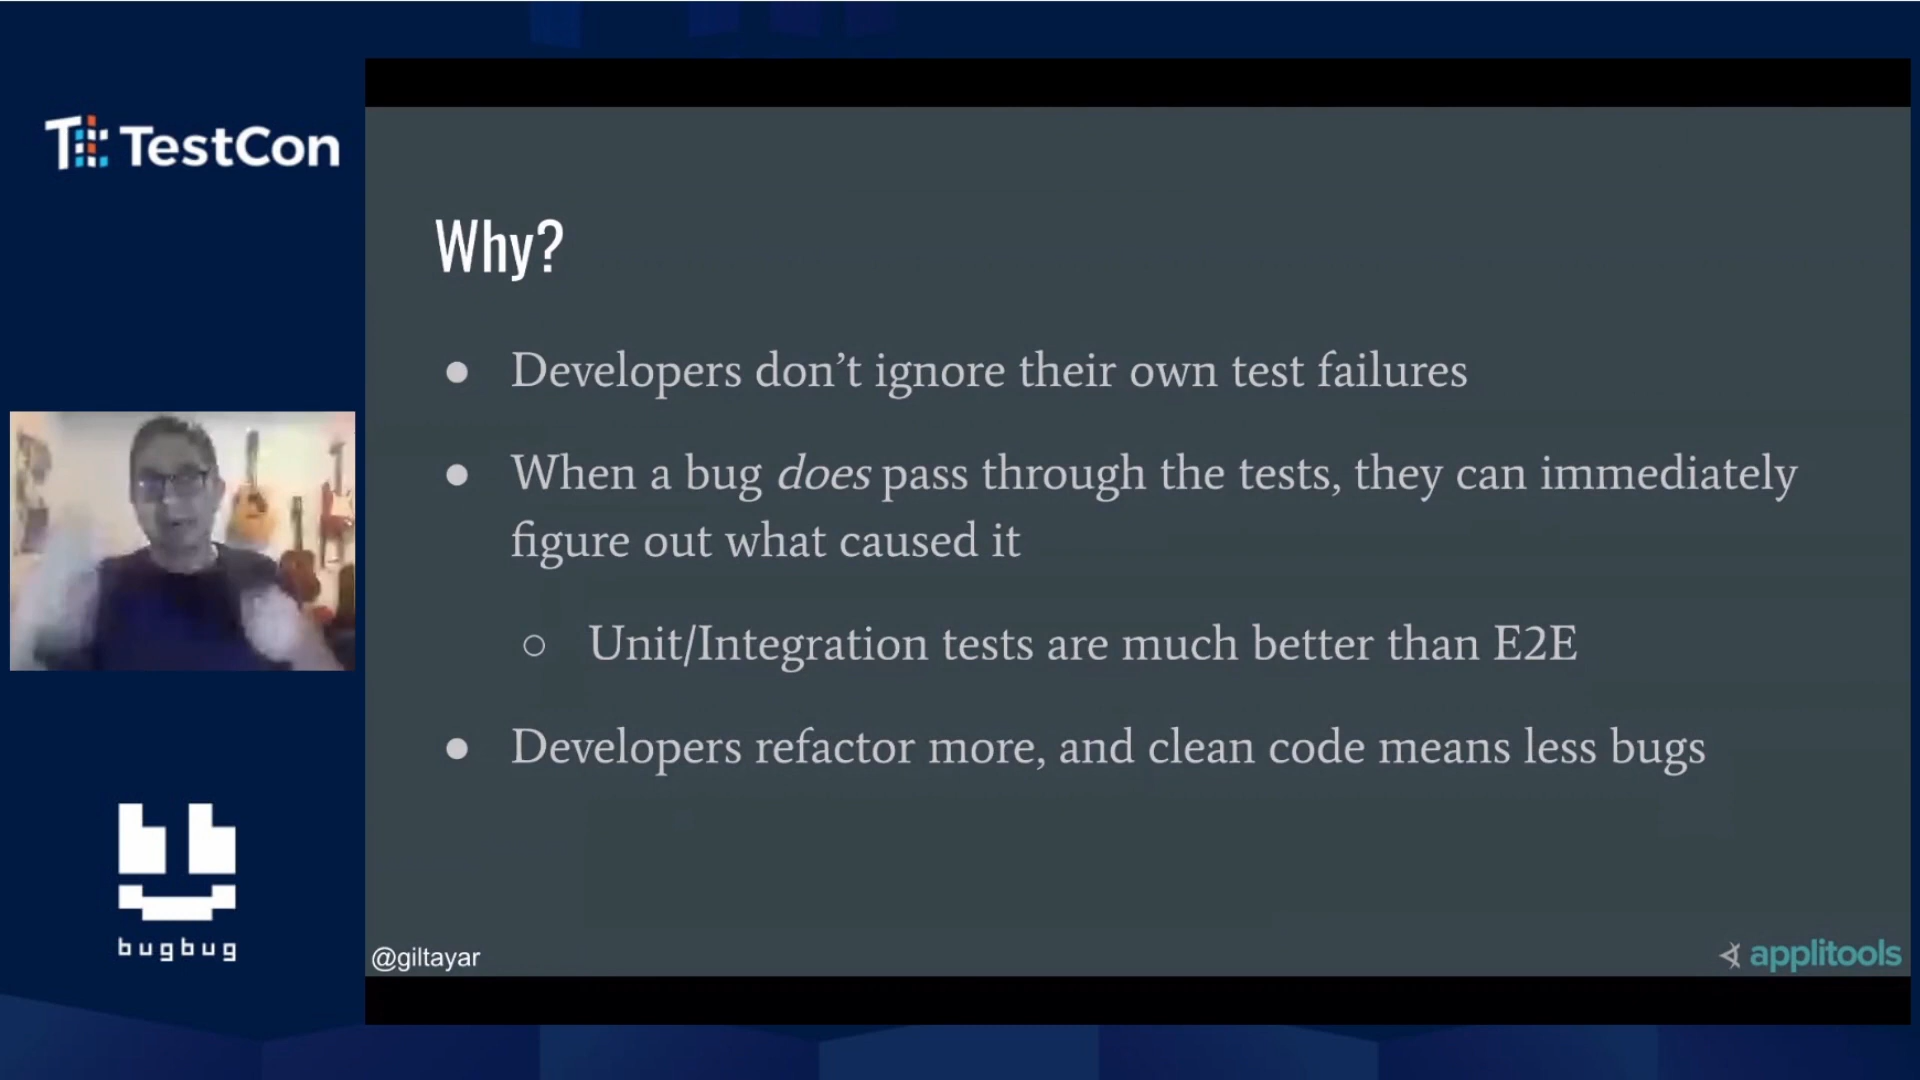 TestCon
Why?
● Developers don’t ignore their own test failures
● When a bug does pass through the tests, they can immediately
figure out what caused it
○ Unit/Integration tests are much better than E2E
● Developers refactor more, and clean code means less bugs
bugbug
@giltayar
applitools